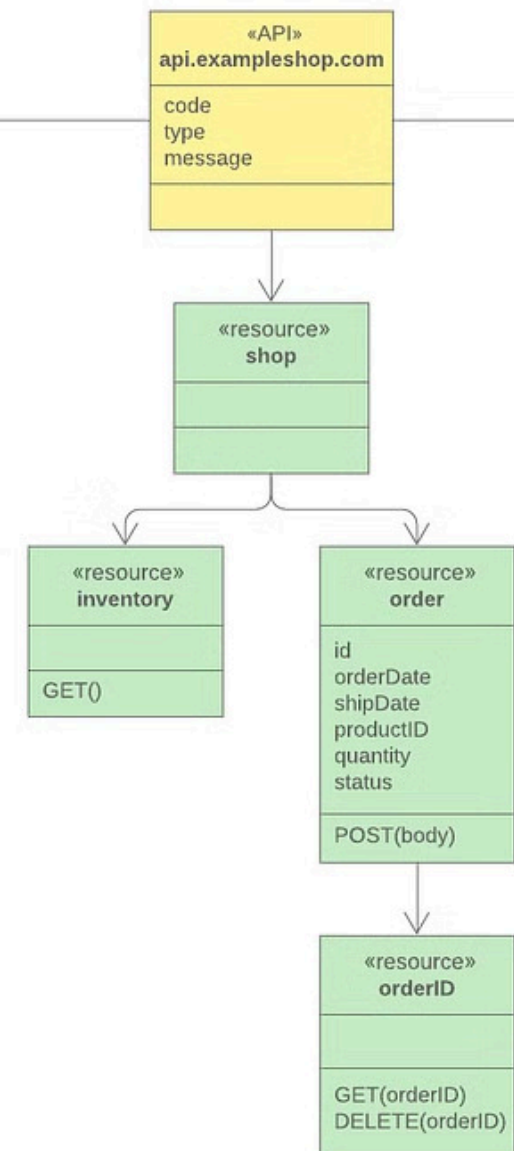 «API»
api.exampleshop.com
code
type
message
«resource»
shop
«resource»
inventory
GET()
«resource»
order
id
orderDate
shipDate
productID
quantity
status
POST(body)
«resource»
orderID
GET(orderID)
DELETE(orderID)